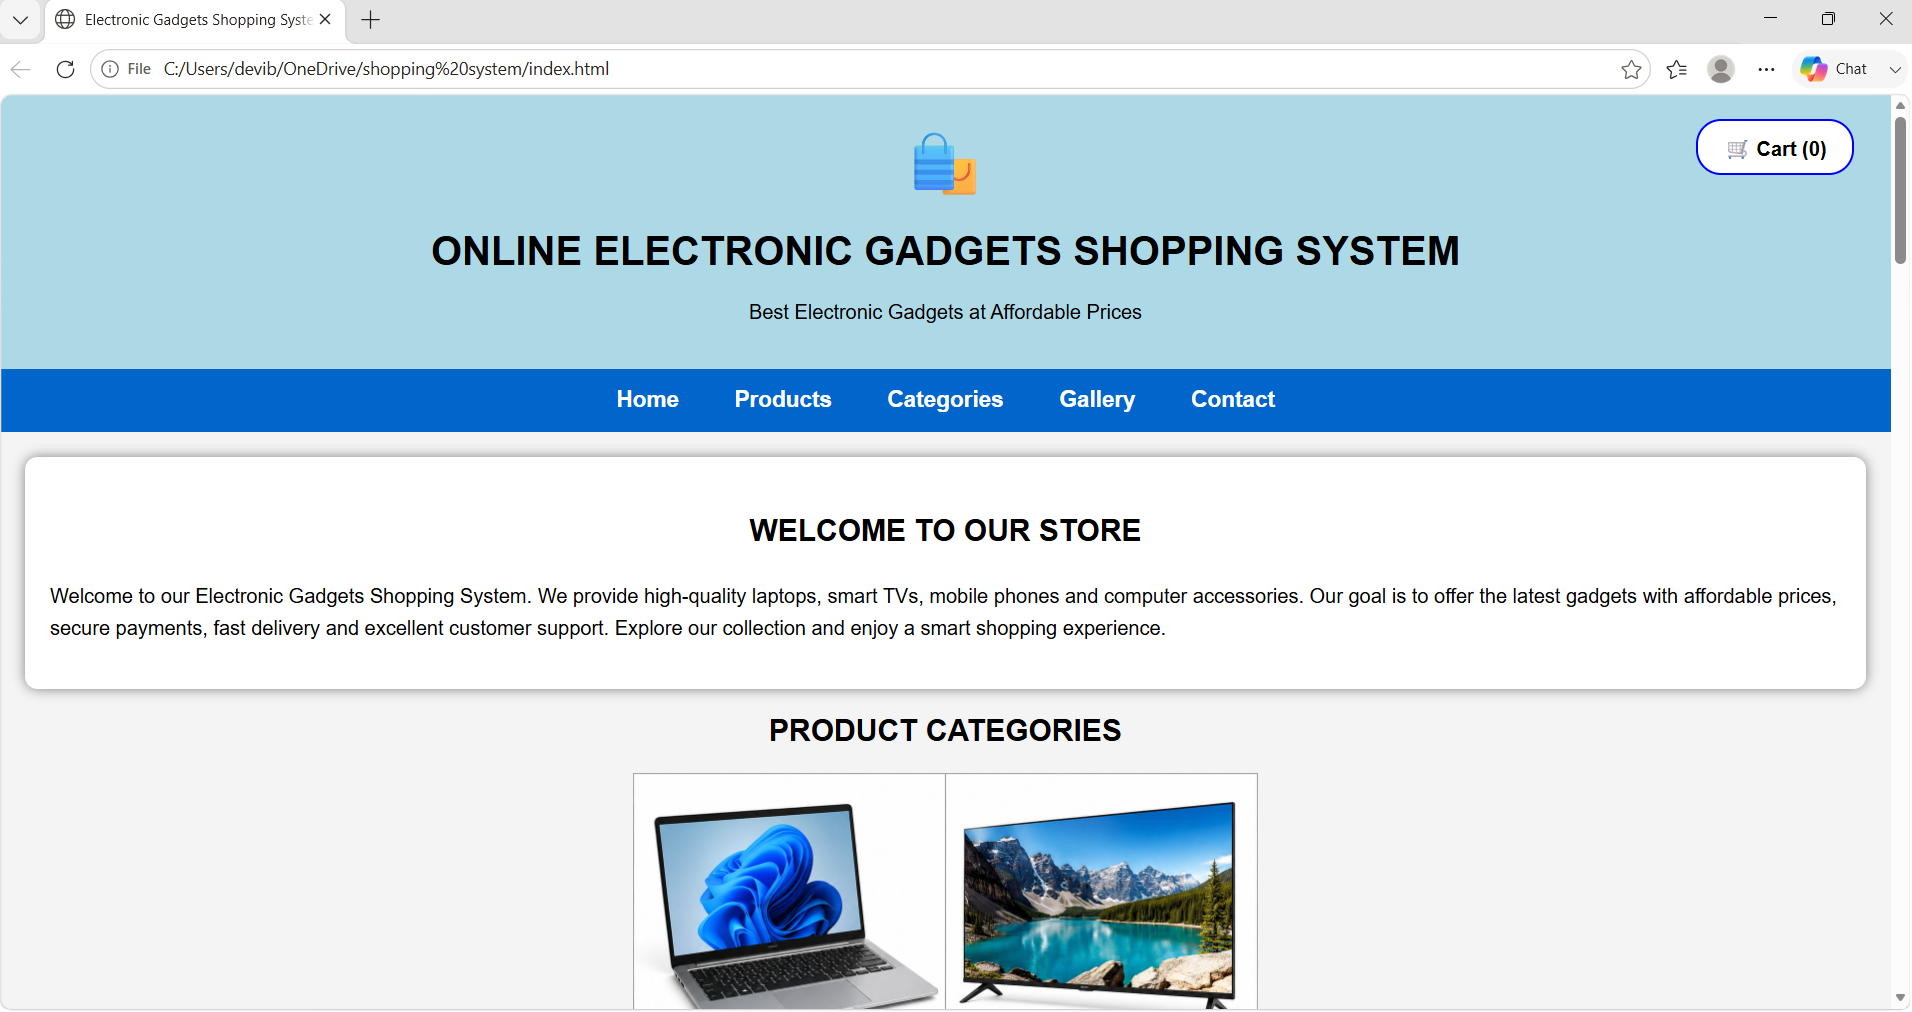 Electronic Gadgets Shopping Syste
File C:/Users/devib/OneDrive/shopping%20system/index.html
Chat
🛒 Cart (0)
ONLINE ELECTRONIC GADGETS SHOPPING SYSTEM
Best Electronic Gadgets at Affordable Prices
Home Products Categories Gallery Contact
WELCOME TO OUR STORE
Welcome to our Electronic Gadgets Shopping System. We provide high-quality laptops, smart TVs, mobile phones and computer accessories. Our goal is to offer the latest gadgets with affordable prices,
secure payments, fast delivery and excellent customer support. Explore our collection and enjoy a smart shopping experience.
PRODUCT CATEGORIES